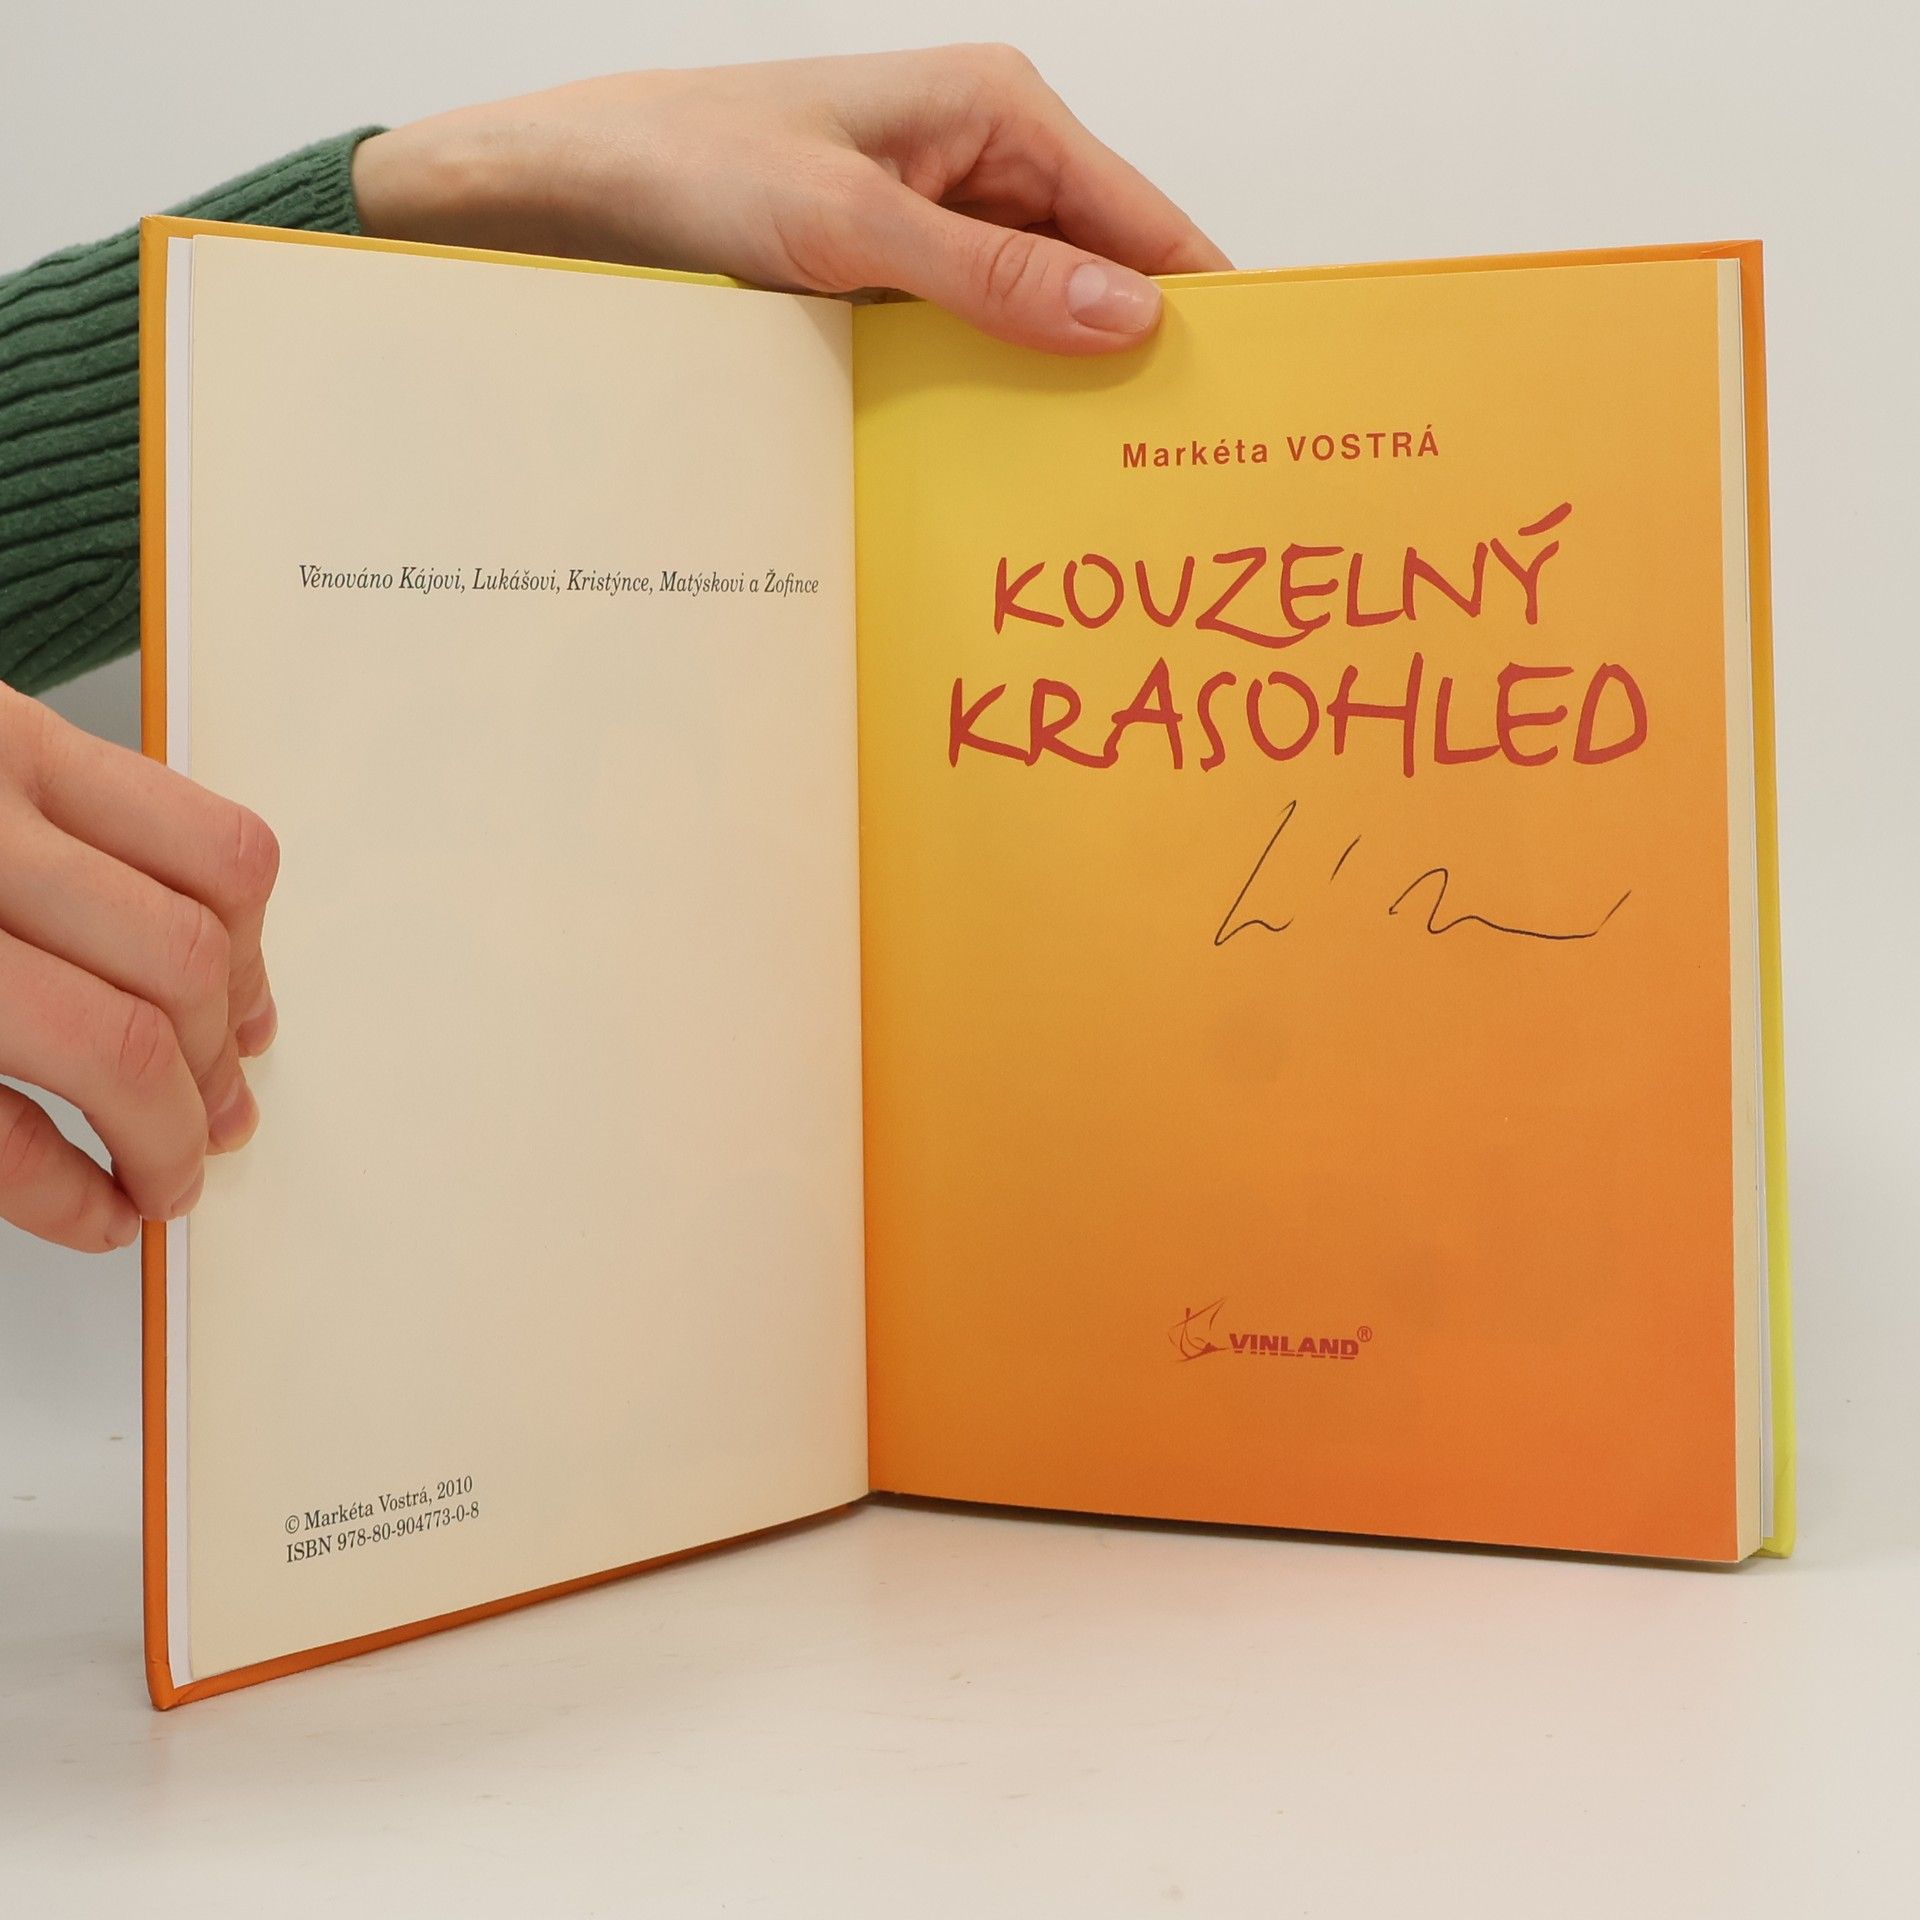 Věnováno Kájovi, Lukášovi, Kristýnce, Matýskovi a Žofince
© Markéta Vostrá, 2010
ISBN 978-80-904773-0-8
Markéta VOSTRÁ
KOUZELNÝ
KRASOHLED
VINLAND®